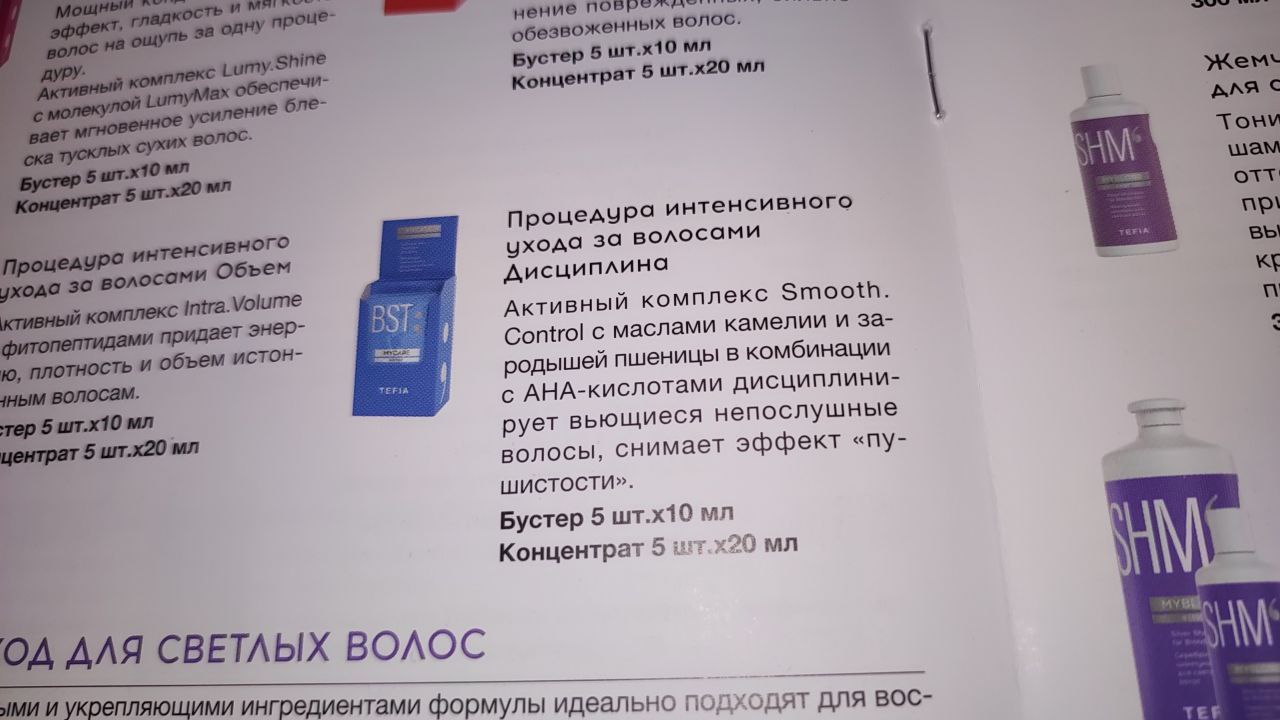 Мощный
эффект, гладкость и мягкость
волос на ощупь за одну проце-
дуру.
Активный комплекс Lumy.Shine
с молекулой LumyMax обеспечи-
вает мгновенное усиление бле-
ска тусклых сухих волос.
Бустер 5 шт.х10 мл
Концентрат 5 шт.х20 мл
Процедура интенсивного
ухода за волосами Объем
Активный комплекс Intra.Volume
фитопептидами придает энер-
плотность и объем истон-
волосам.
5 шт.х10 мл
5 шт.х20 мл
обезвоженных волос.
Бустер 5 шт.х10 мл
Концентрат 5 шт.х20 мл
BST:
MYCARE
TEFIA
Процедура интенсивного
ухода за волосами
Дисциплина
Активный комплекс Smooth.
Control с маслами камелии и за-
родышей пшеницы в комбинации
с АНА-кислотами дисциплини-
рует вьющиеся непослушные
волосы, снимает эффект «пу-
шистости».
Бустер 5 шт.х10 мл
Концентрат 5 шт.х20 мл
ДЛЯ СВЕТЛЫХ ВОЛОС
и укрепляющими ингредиентами формулы идеально подходят для вос-
SHM
TEFIA
для
SHM
SHM